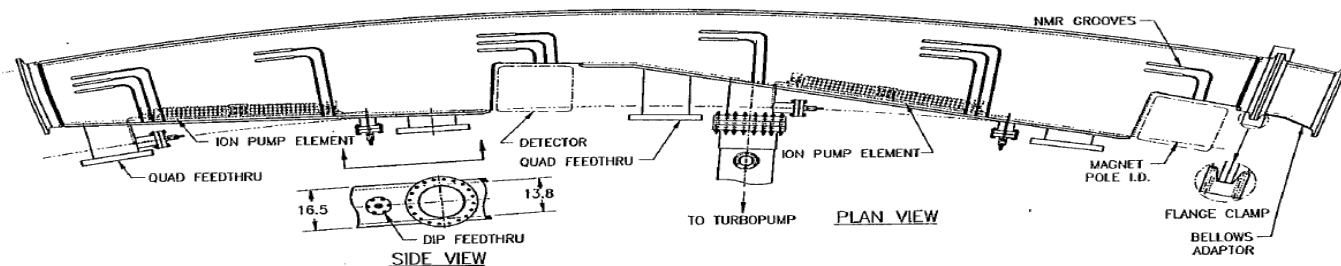 NMR GROOVES
ION PUMP ELEMENT
DETECTOR
QUAD FEEDTHRU
ION PUMP ELEMENT
QUAD FEEDTHRU
MAGNET
POLE I.D.
16.5
13.8
TO TURBOPUMP
PLAN VIEW
FLANGE CLAMP
DIP FEEDTHRU
SIDE VIEW
BELLOWS
ADAPTOR